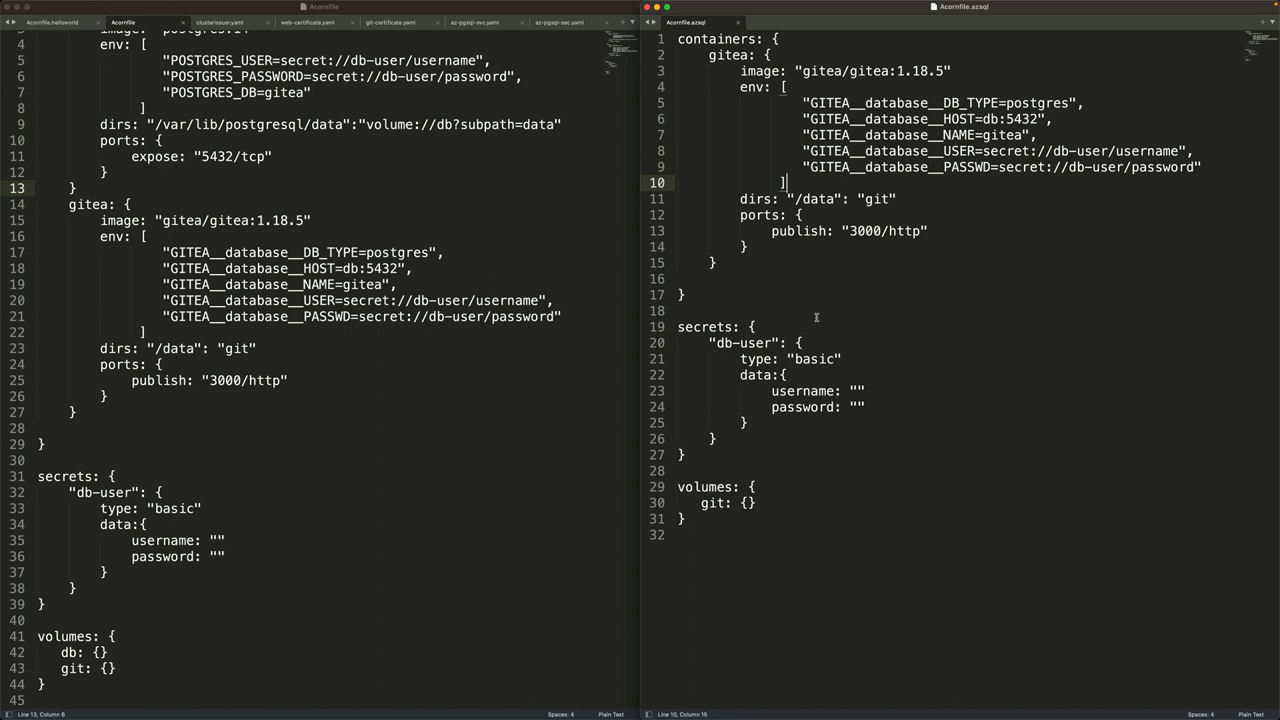 Acornfile
Acornfile.helloworld
Acornfile
clusterissuer.yaml
web-certificate.yaml
git-certificate.yaml
az-pgsql-svc.yaml
az-pgsql-sec.yaml
4 env: [
5 "POSTGRES_USER=secret://db-user/username",
6 "POSTGRES_PASSWORD=secret://db-user/password",
7 "POSTGRES_DB=gitea"
8 ]
9 dirs: "/var/lib/postgresql/data":"volume://db?subpath=data"
10 ports: {
11 expose: "5432/tcp"
12 }
13 }
14 gitea: {
15 image: "gitea/gitea:1.18.5"
16 env: [
17 "GITEA__database__DB_TYPE=postgres",
18 "GITEA__database__HOST=db:5432",
19 "GITEA__database__NAME=gitea",
20 "GITEA__database__USER=secret://db-user/username",
21 "GITEA__database__PASSWD=secret://db-user/password"
22 ]
23 dirs: "/data": "git"
24 ports: {
25 publish: "3000/http"
26 }
27 }
28
29 }
30
31 secrets: {
32 "db-user": {
33 type: "basic"
34 data:{
35 username: ""
36 password: ""
37 }
38 }
39 }
40
41 volumes: {
42 db: {}
43 git: {}
44 }
45
Line 13, Column 6
Spaces: 4
Plain Text
Acornfile.azsql
Acornfile.azsql
1 containers: {
2 gitea: {
3 image: "gitea/gitea:1.18.5"
4 env: [
5 "GITEA__database__DB_TYPE=postgres",
6 "GITEA__database__HOST=db:5432",
7 "GITEA__database__NAME=gitea",
8 "GITEA__database__USER=secret://db-user/username",
9 "GITEA__database__PASSWD=secret://db-user/password"
10 ]
11 dirs: "/data": "git"
12 ports: {
13 publish: "3000/http"
14 }
15 }
16
17 }
18
19 secrets: {
20 "db-user": {
21 type: "basic"
22 data:{
23 username: ""
24 password: ""
25 }
26 }
27 }
28
29 volumes: {
30 git: {}
31 }
32
Line 10, Column 15
Spaces: 4
Plain Text